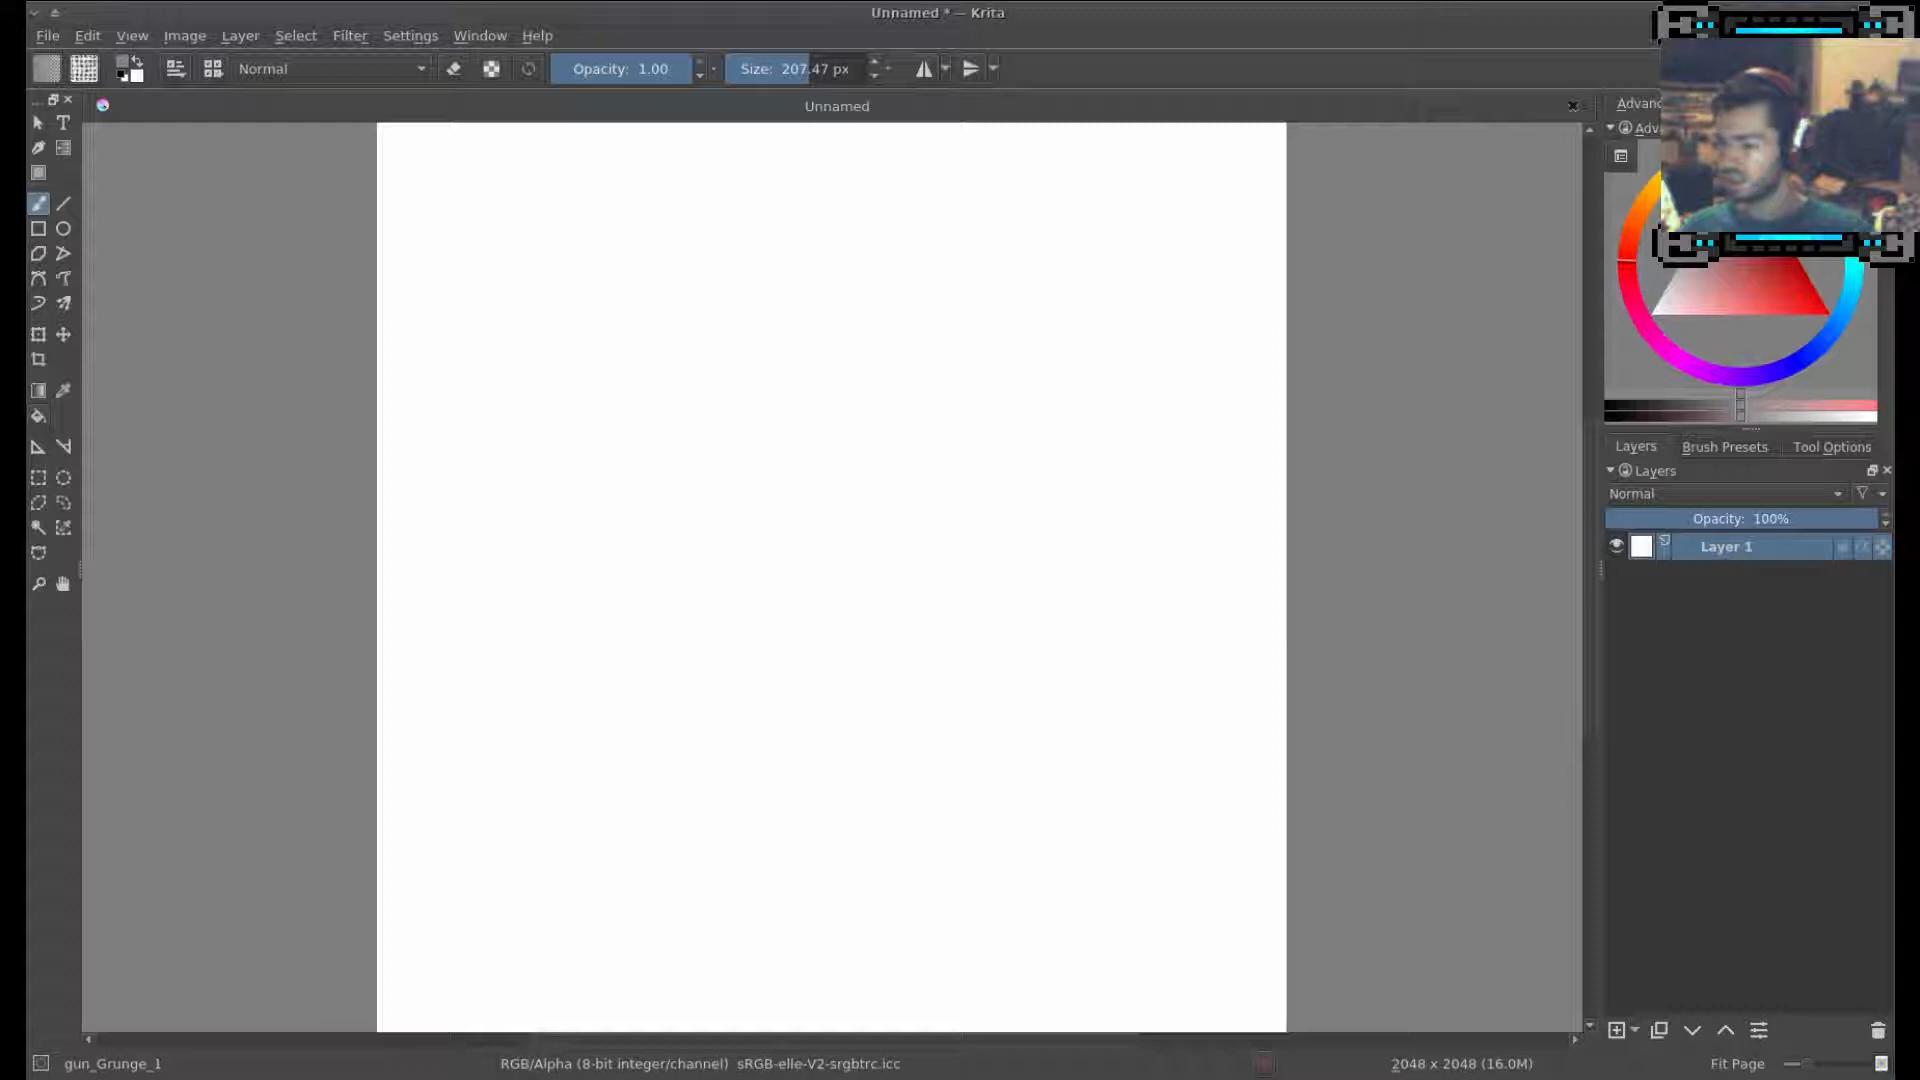 Unnamed * — Krita
File Edit View Image Layer Select Filter Settings Window Help
Normal Opacity: 1.00 Size: 207.47 px
Unnamed
Advanc
Adv
T
Layers Brush Presets Tool Options
Layers
Normal
Opacity: 100%
Layer 1
gun_Grunge_1 RGB/Alpha (8-bit integer/channel) sRGB-elle-V2-srgbtrc.icc 2048 x 2048 (16.0M) Fit Page